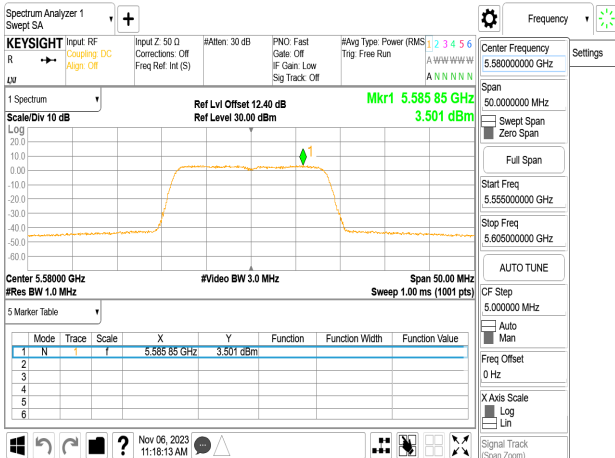 Spectrum Analyzer 1
Swept SA
▼
+
Frequency ▼
KEYSIGHT
R
LXI
Input: RF
Coupling: DC
Align: Off
Input Z: 50 Ω
Corrections: Off
Freq Ref: Int (S)
#Atten: 30 dB
PNO: Fast
Gate: Off
IF Gain: Low
Sig Track: Off
#Avg Type: Power (RMS
Trig: Free Run
1 2 3 4 5 6
A W W W W W
A N N N N N
1 Spectrum ▼
Scale/Div 10 dB
Ref Lvl Offset 12.40 dB
Ref Level 30.00 dBm
Mkr1 5.585 85 GHz
3.501 dBm
Log
20.0
10.0
0.00
-10.0
-20.0
-30.0
-40.0
-50.0
-60.0
1
Center 5.58000 GHz
#Res BW 1.0 MHz
#Video BW 3.0 MHz
Span 50.00 MHz
Sweep 1.00 ms (1001 pts)
5 Marker Table ▼
Mode Trace Scale X Y Function Function Width Function Value
1 N 1 f 5.585 85 GHz 3.501 dBm
2
3
4
5
6
?
Nov 06, 2023
11:18:13 AM
Center Frequency
5.580000000 GHz
Settings
Span
50.0000000 MHz
Swept Span
Zero Span
Full Span
Start Freq
5.555000000 GHz
Stop Freq
5.605000000 GHz
AUTO TUNE
CF Step
5.000000 MHz
Auto
Man
Freq Offset
0 Hz
X Axis Scale
Log
Lin
Signal Track
(Span Zoom)